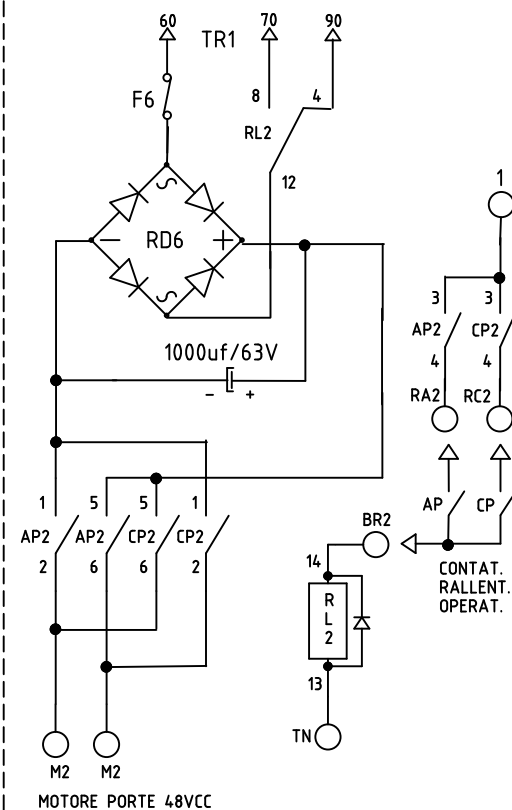 60 70 90
TR1
F6
8 4
RL2
12
1
RD6
− +
1000uf/63V
− +
3 3
AP2 CP2
4 4
RA2 RC2
1 5 5 1
AP2 AP2 CP2 CP2
2 6 6 2
AP CP
BR2
14
CONTAT.
RALLENT.
OPERAT.
R
L
2
13
TN
M2 M2
MOTORE PORTE 48VCC